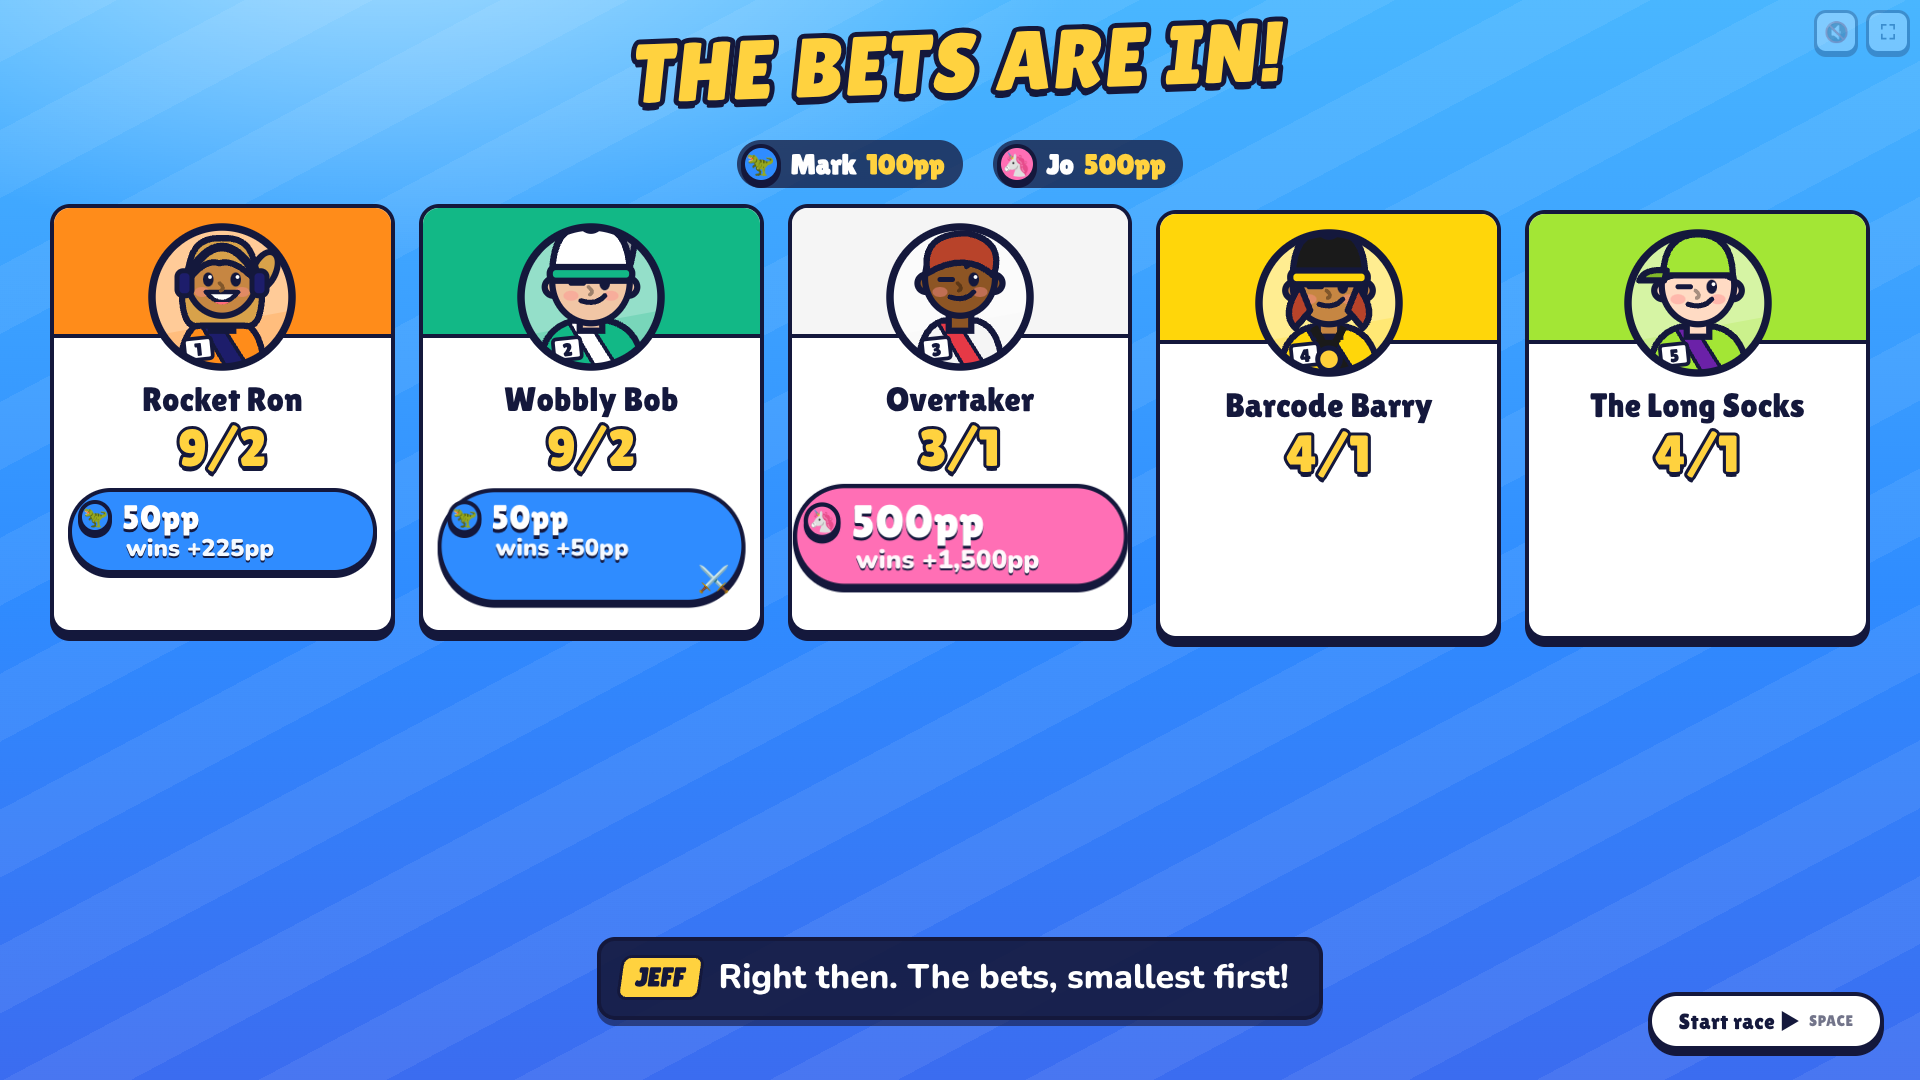 THE BETS ARE IN!
Mark 100pp
Jo 500pp
1
Rocket Ron
9/2
50pp
wins +225pp
2
Wobbly Bob
9/2
50pp
wins +50pp
3
Overtaker
3/1
500pp
wins +1,500pp
4
Barcode Barry
4/1
5
The Long Socks
4/1
JEFF Right then. The bets, smallest first!
Start race SPACE